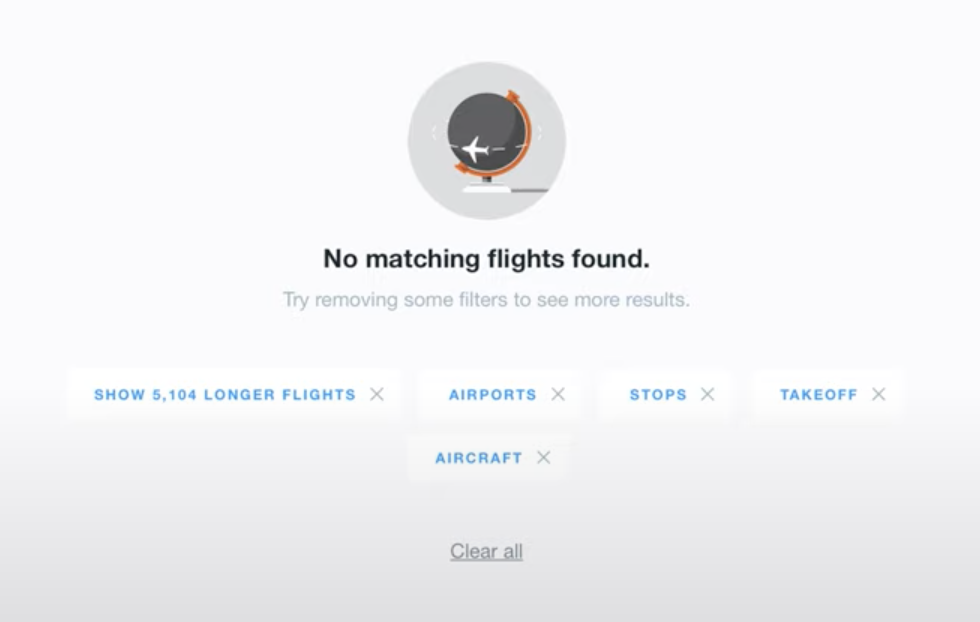 No matching flights found.
Try removing some filters to see more results.
SHOW 5,104 LONGER FLIGHTS × AIRPORTS × STOPS × TAKEOFF ×
AIRCRAFT ×
Clear all